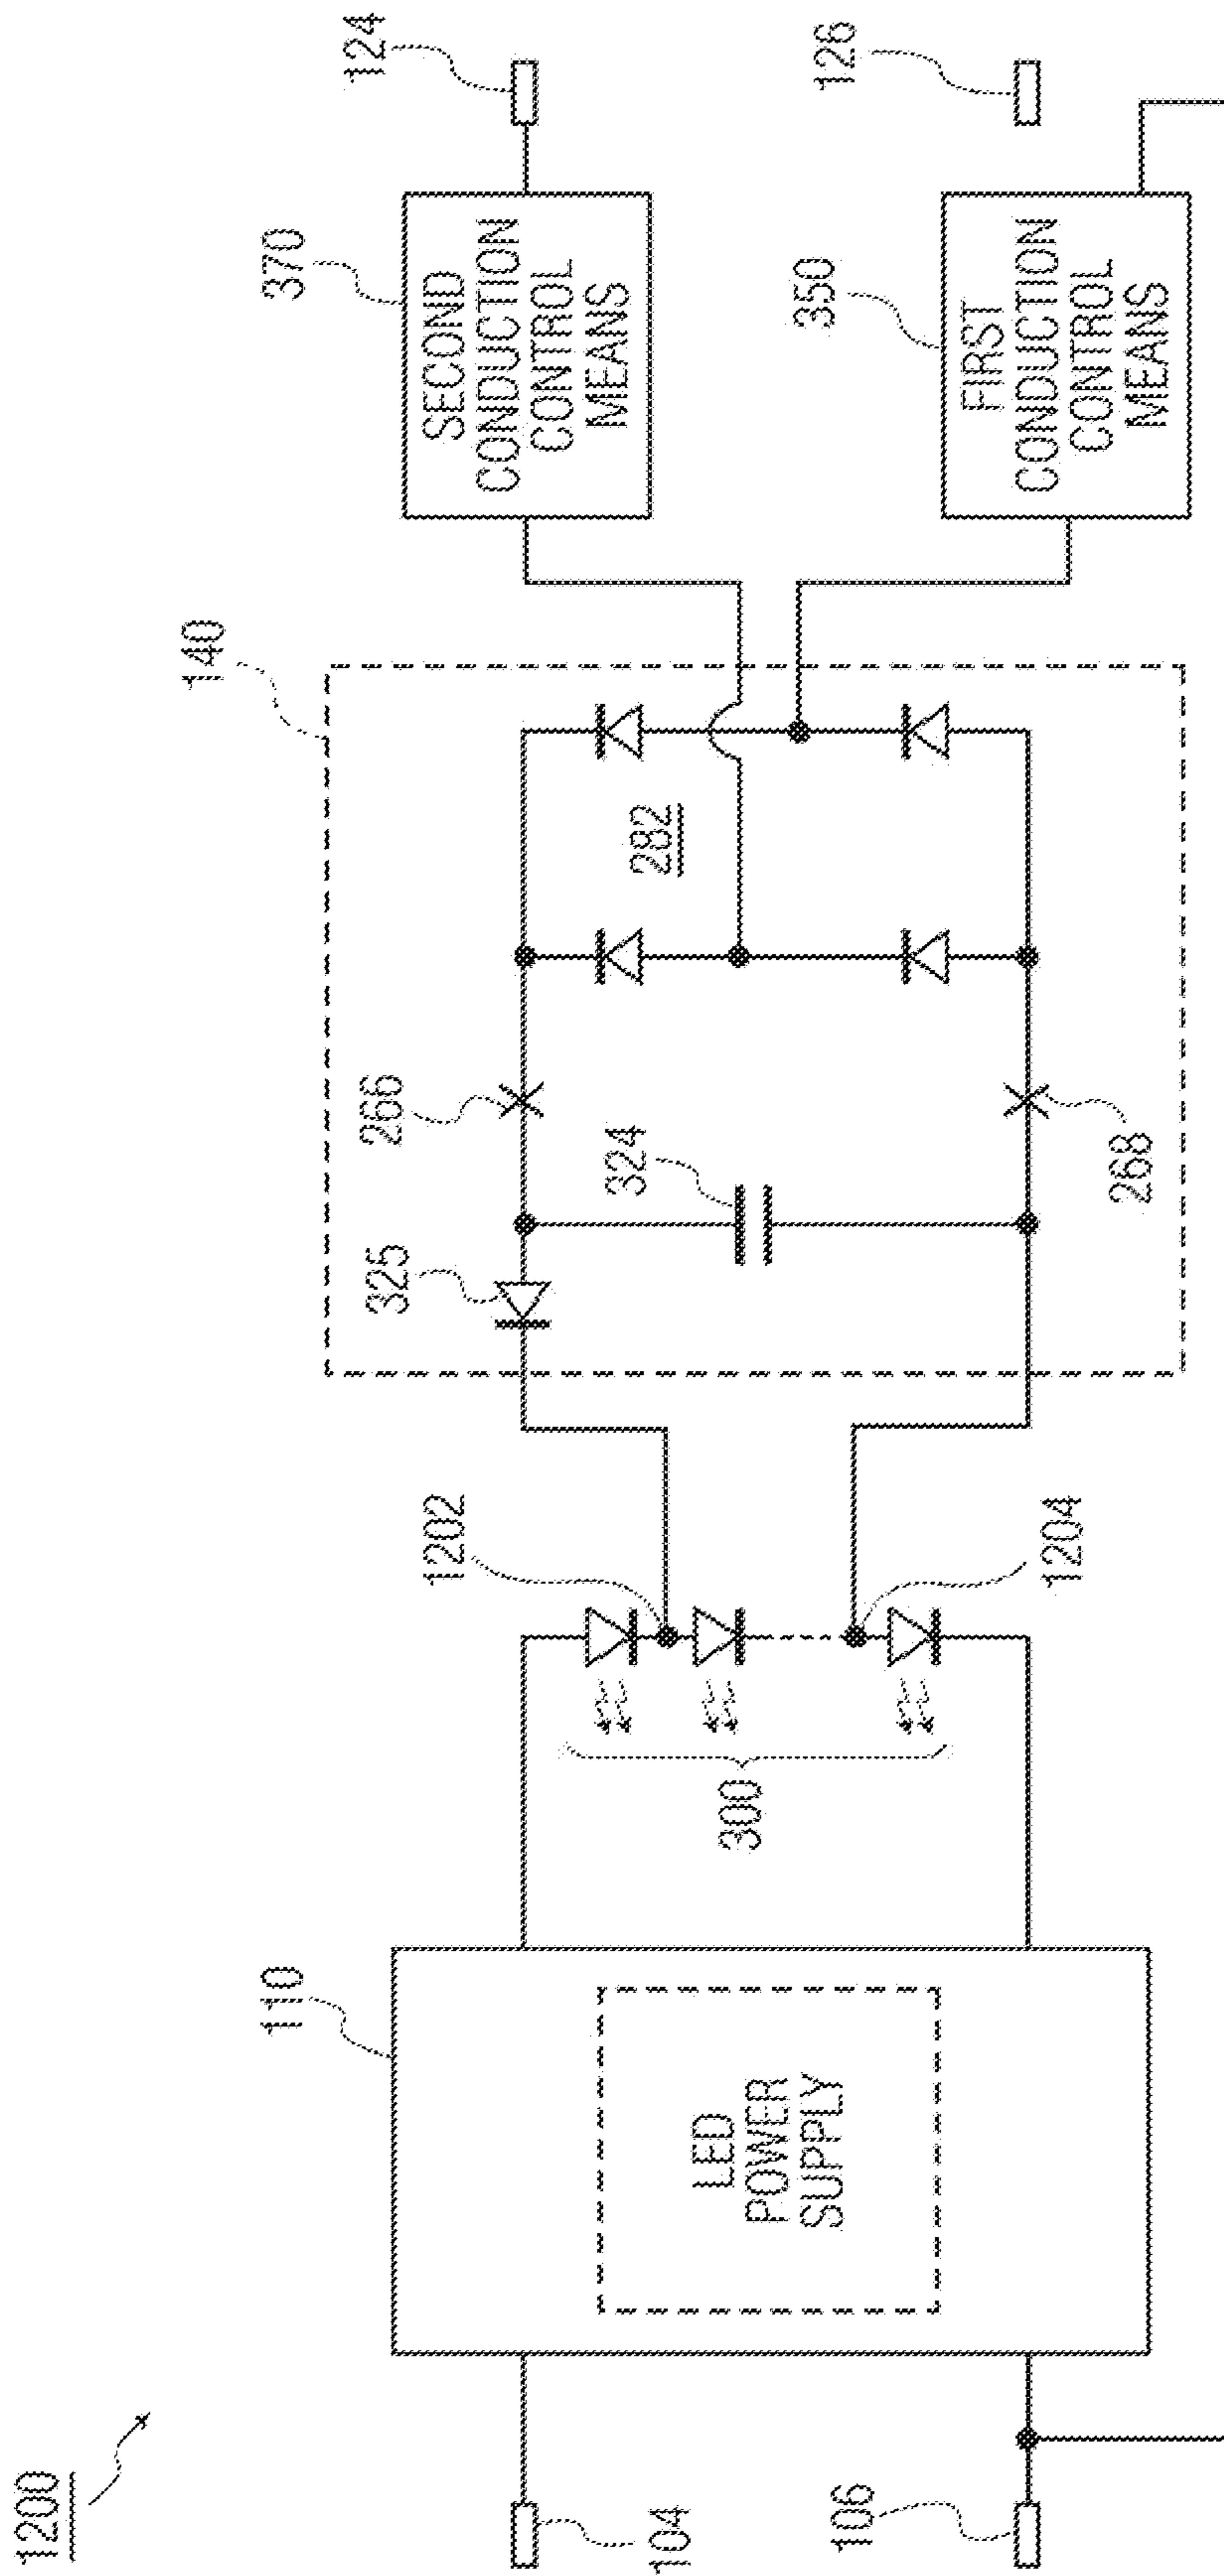 1200
104
106
110
LED
POWER
SUPPLY
300
1202
1204
140
325
324
266
268
282
370
SECOND
CONDUCTION
CONTROL
MEANS
350
FIRST
CONDUCTION
CONTROL
MEANS
124
126